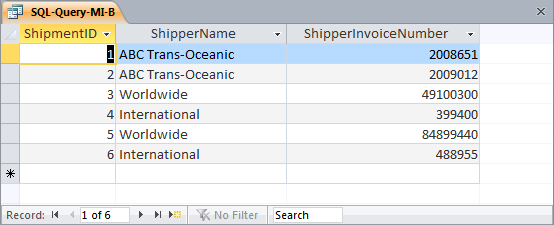 SQL-Query-MI-B
ShipmentID ShipperName ShipperInvoiceNumber
1 ABC Trans-Oceanic 2008651
2 ABC Trans-Oceanic 2009012
3 Worldwide 49100300
4 International 399400
5 Worldwide 84899440
6 International 488955
Record: 1 of 6 No Filter Search